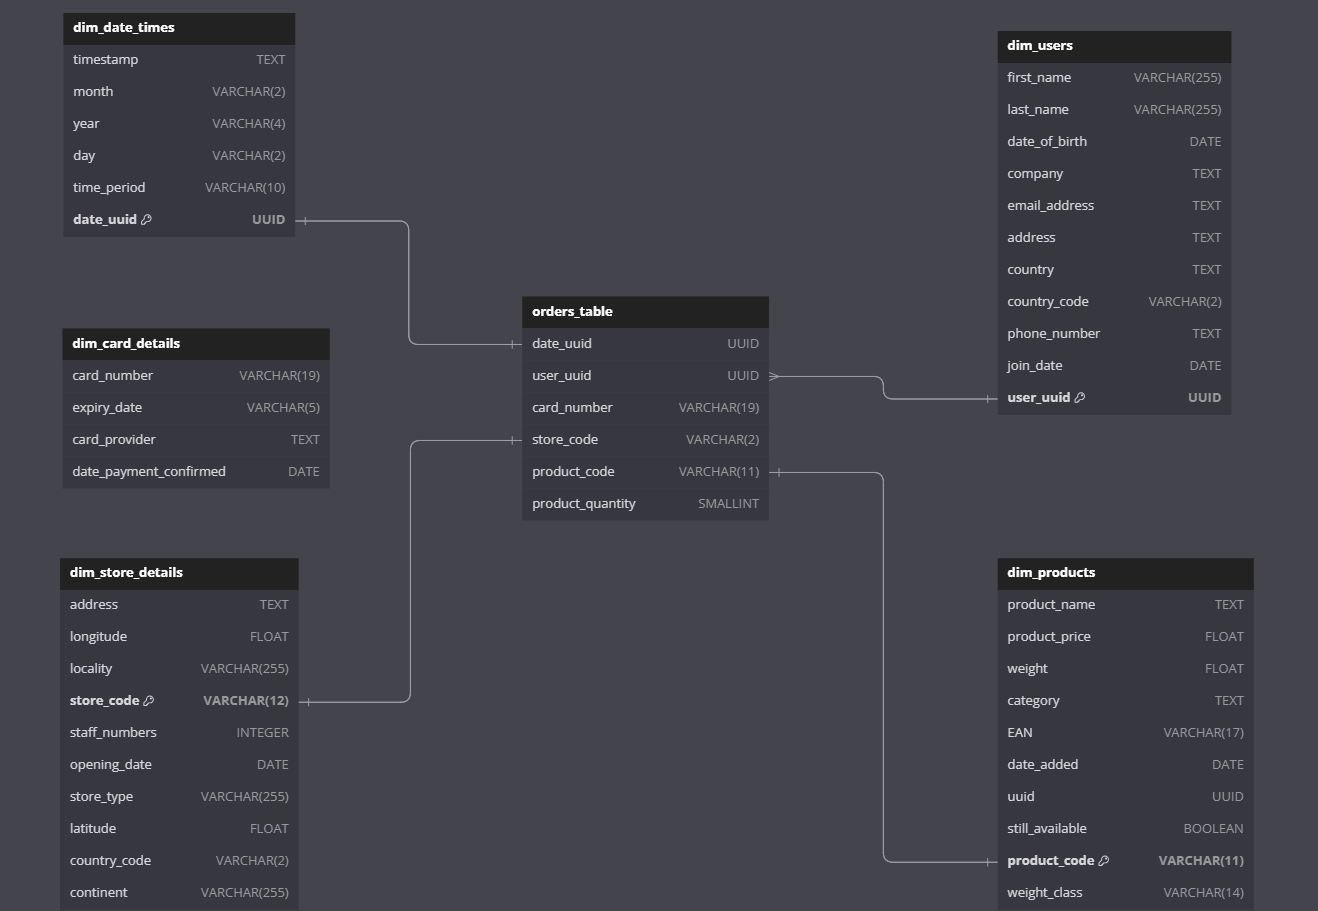 dim_date_times
timestamp TEXT
month VARCHAR(2)
year VARCHAR(4)
day VARCHAR(2)
time_period VARCHAR(10)
date_uuid UUID
dim_users
first_name VARCHAR(255)
last_name VARCHAR(255)
date_of_birth DATE
company TEXT
email_address TEXT
address TEXT
country TEXT
country_code VARCHAR(2)
phone_number TEXT
join_date DATE
user_uuid UUID
orders_table
date_uuid UUID
user_uuid UUID
card_number VARCHAR(19)
store_code VARCHAR(2)
product_code VARCHAR(11)
product_quantity SMALLINT
dim_card_details
card_number VARCHAR(19)
expiry_date VARCHAR(5)
card_provider TEXT
date_payment_confirmed DATE
dim_store_details
address TEXT
longitude FLOAT
locality VARCHAR(255)
store_code VARCHAR(12)
staff_numbers INTEGER
opening_date DATE
store_type VARCHAR(255)
latitude FLOAT
country_code VARCHAR(2)
continent VARCHAR(255)
dim_products
product_name TEXT
product_price FLOAT
weight FLOAT
category TEXT
EAN VARCHAR(17)
date_added DATE
uuid UUID
still_available BOOLEAN
product_code VARCHAR(11)
weight_class VARCHAR(14)